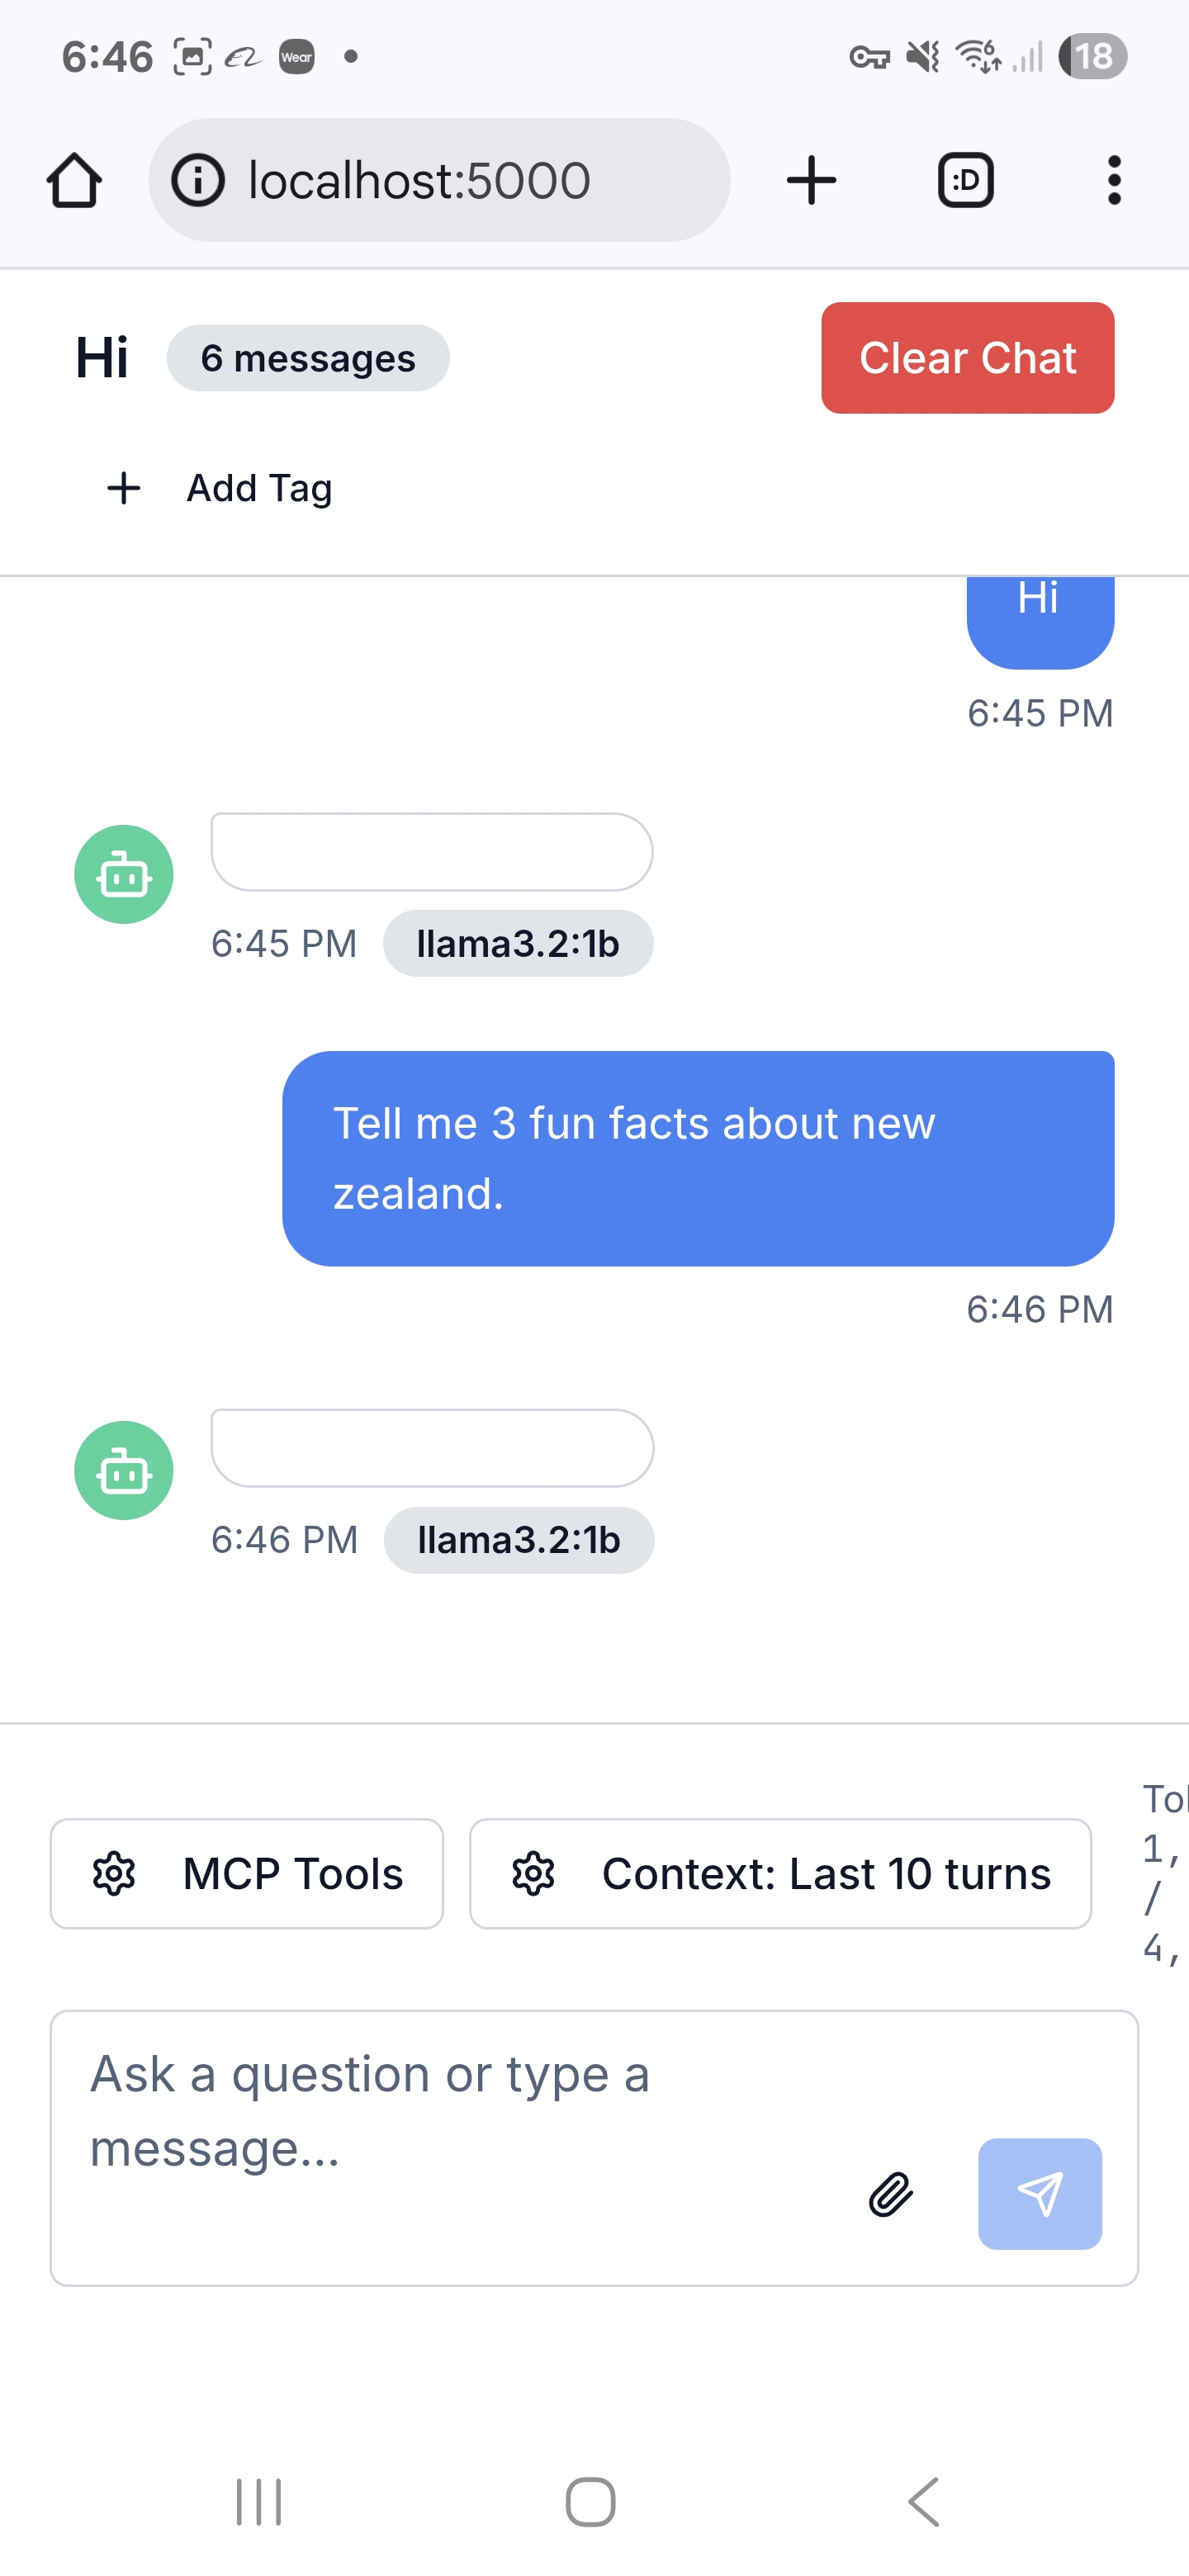 6:46 Wear 6 18
localhost:5000 :D
Hi 6 messages Clear Chat
+ Add Tag
Hi
6:45 PM
6:45 PM llama3.2:1b
Tell me 3 fun facts about new
zealand.
6:46 PM
6:46 PM llama3.2:1b
MCP Tools Context: Last 10 turns
1,
/
4,
Ask a question or type a
message...